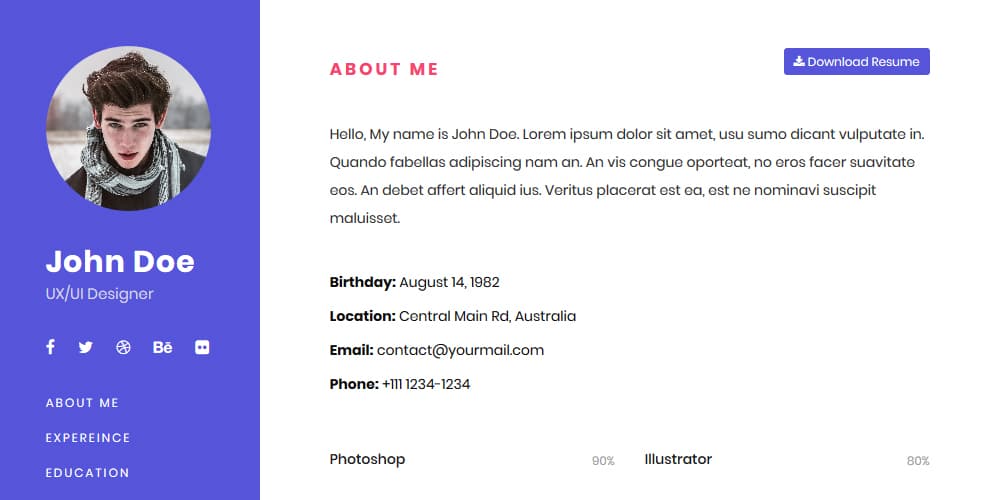 John Doe
UX/UI Designer
Bē
ABOUT ME
EXPEREINCE
EDUCATION
ABOUT ME
Download Resume
Hello, My name is John Doe. Lorem ipsum dolor sit amet, usu sumo dicant vulputate in.
Quando fabellas adipiscing nam an. An vis congue oporteat, no eros facer suavitate
eos. An debet affert aliquid ius. Veritus placerat est ea, est ne nominavi suscipit
maluisset.
Birthday: August 14, 1982
Location: Central Main Rd, Australia
Email: contact@yourmail.com
Phone: +111 1234-1234
Photoshop 90% Illustrator 80%